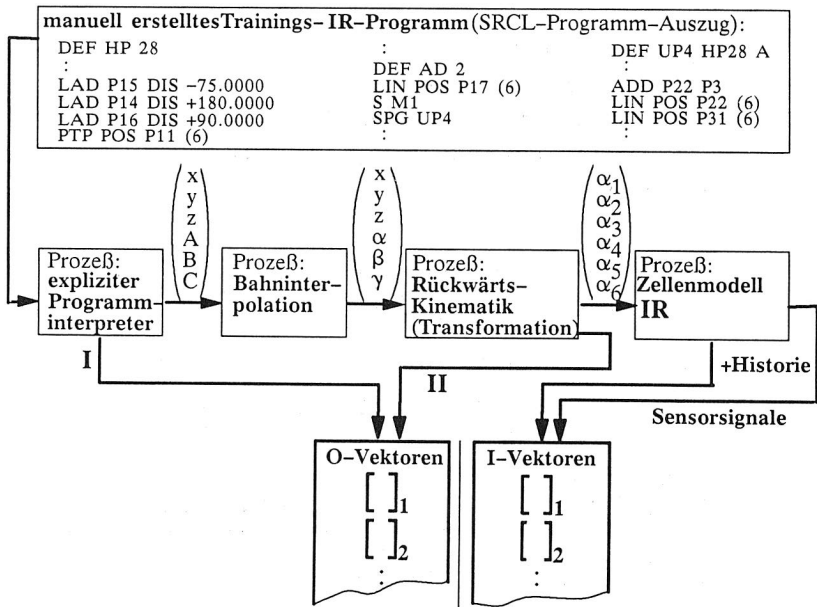 manuell erstelltes Trainings-IR-Programm (SRCL-Programm-Auszug):
DEF HP 28
:
LAD P15 DIS -75.0000
LAD P14 DIS +180.0000
LAD P16 DIS +90.0000
PTP POS P11 (6)
:
DEF AD 2
LIN POS P17 (6)
S M1
SPG UP4
:
DEF UP4 HP28 A
:
ADD P22 P3
LIN POS P22 (6)
LIN POS P31 (6)
:
x
y
z
A
B
C
x
y
z
α
β
γ
α1
α2
α3
α4
α5
α6
Prozeß:
expliziter
Programm-
interpreter
Prozeß:
Bahninter-
polation
Prozeß:
Rückwärts-
Kinematik
(Transformation)
Prozeß:
Zellenmodell
IR
I
II
+Historie
Sensorsignale
O-Vektoren
[ ]1
[ ]2
:
I-Vektoren
[ ]1
[ ]2
: